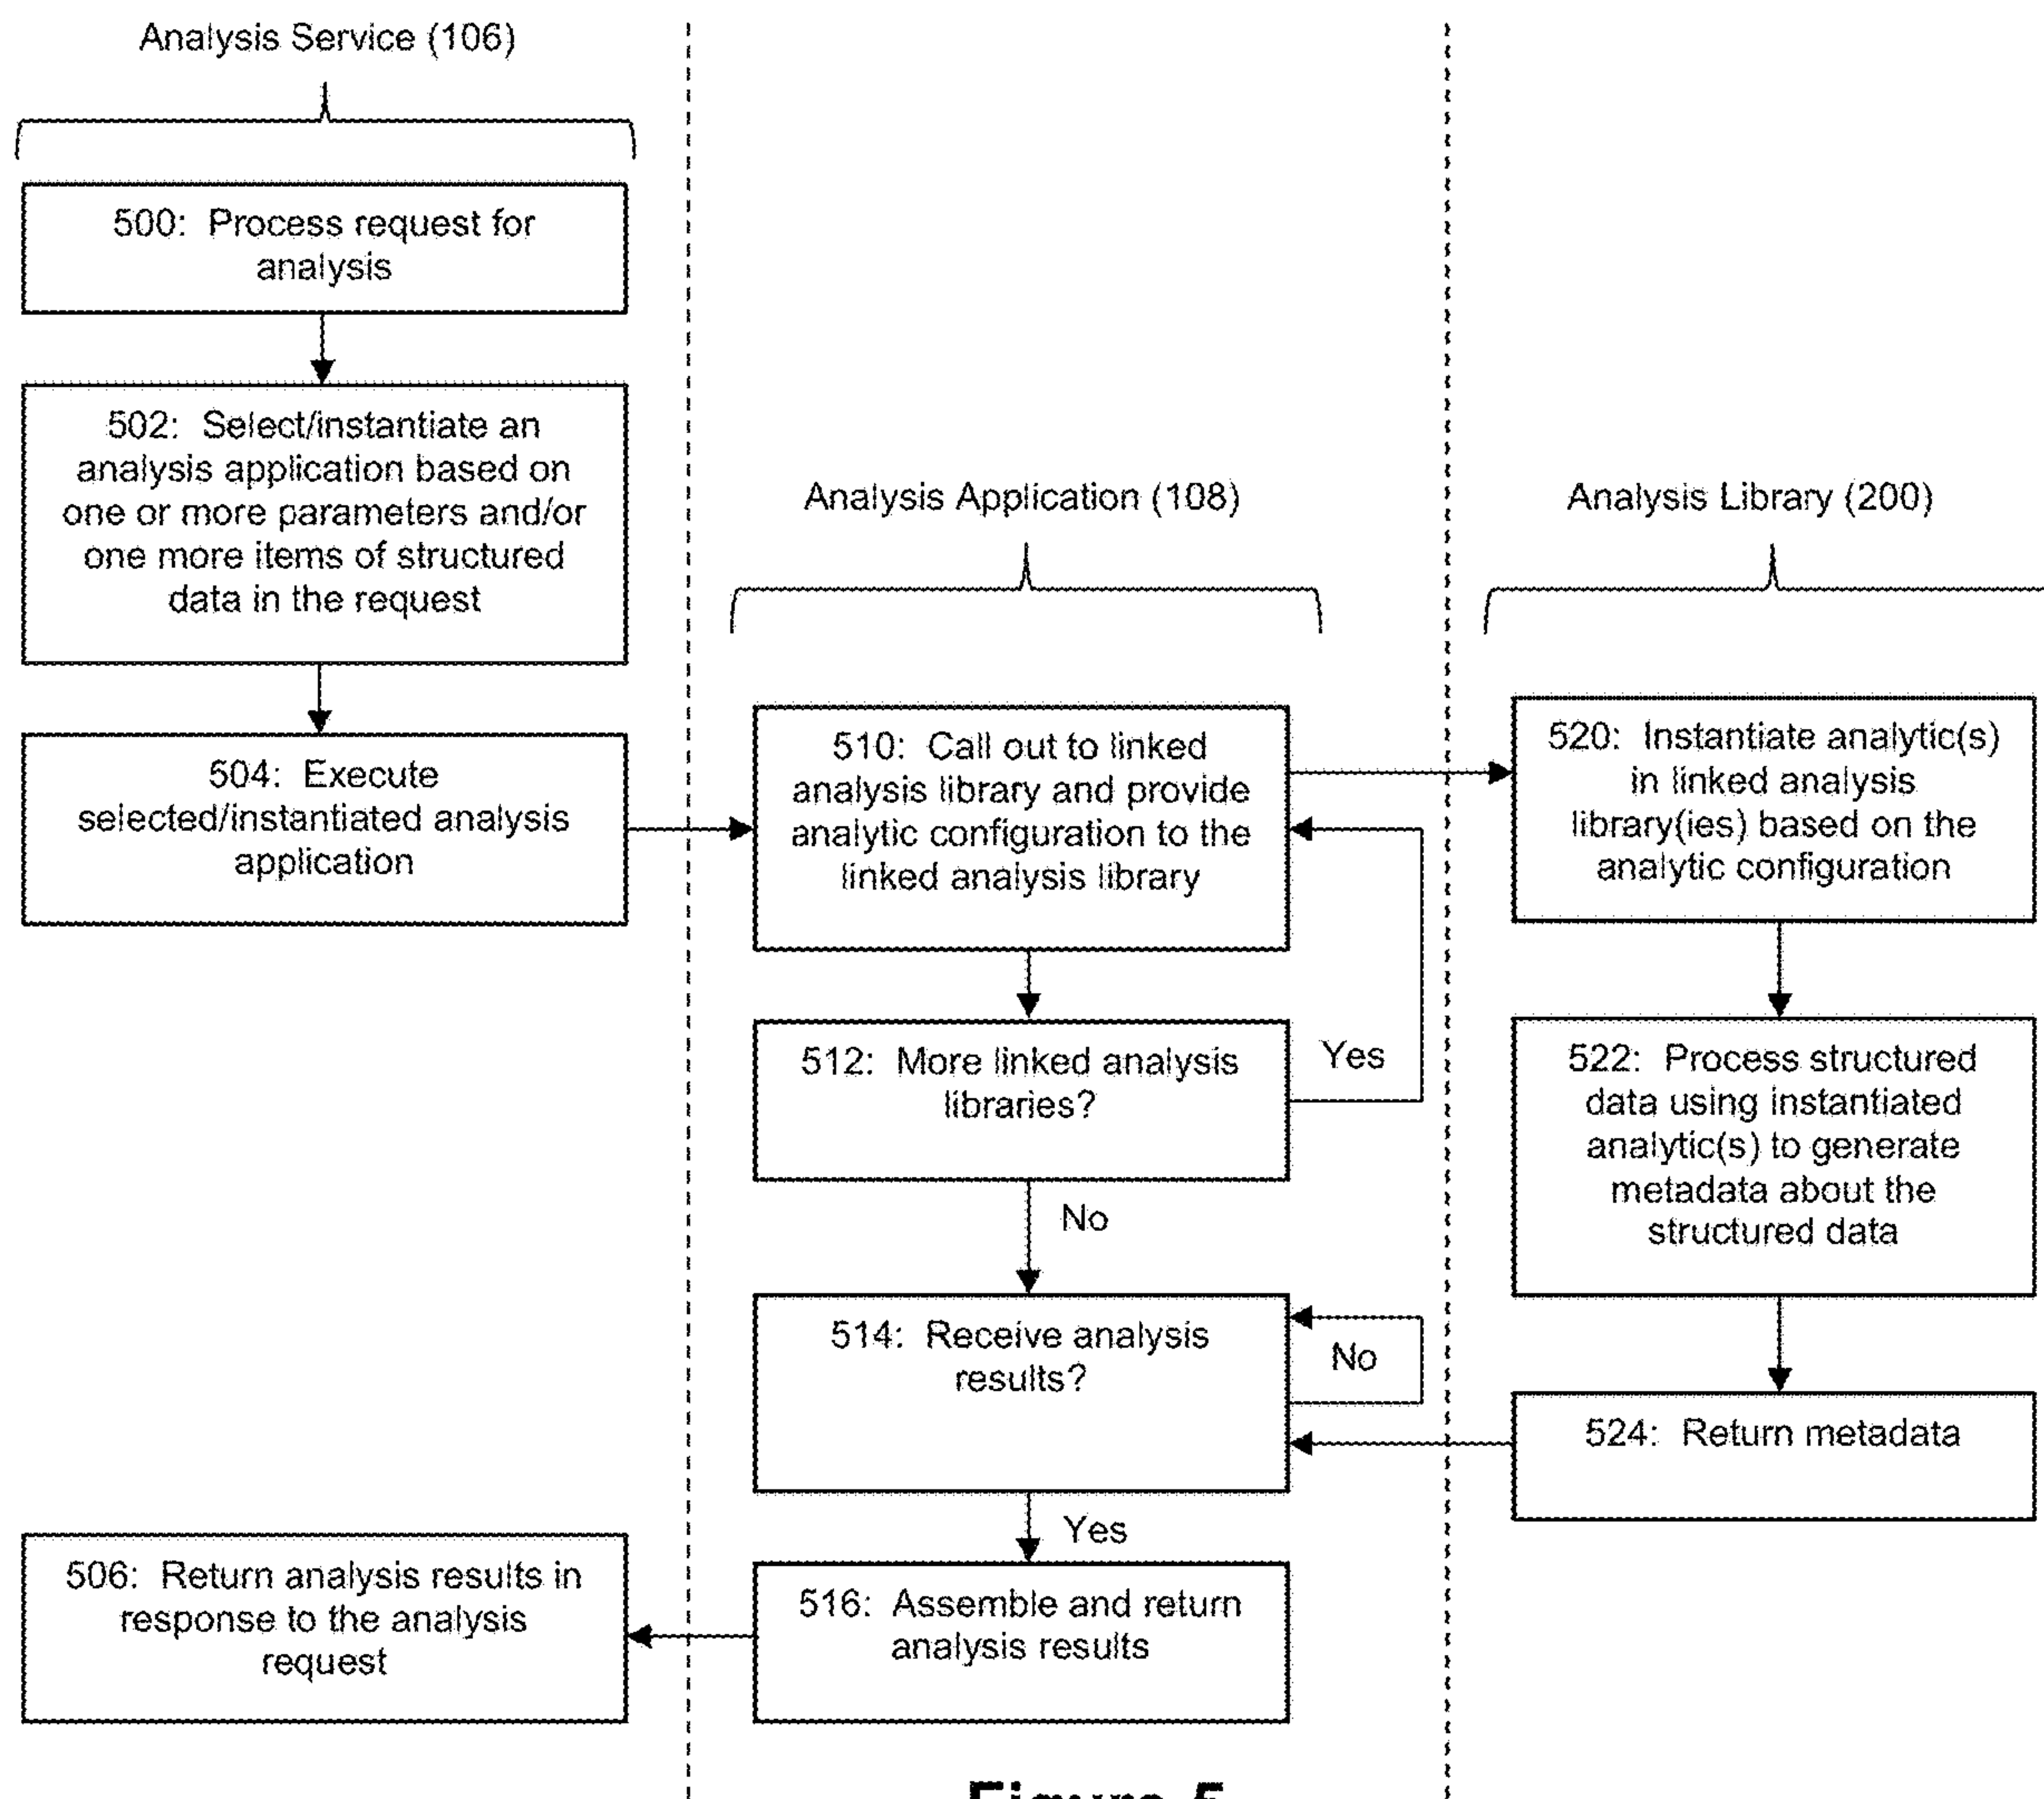 Analysis Service (106)
500: Process request for
analysis
502: Select/instantiate an
analysis application based on
one or more parameters and/or
one more items of structured
data in the request
504: Execute
selected/instantiated analysis
application
506: Return analysis results in
response to the analysis
request
Analysis Application (108)
510: Call out to linked
analysis library and provide
analytic configuration to the
linked analysis library
512: More linked analysis
libraries?
Yes
No
514: Receive analysis
results?
No
Yes
516: Assemble and return
analysis results
Analysis Library (200)
520: Instantiate analytic(s)
in linked analysis
library(ies) based on the
analytic configuration
522: Process structured
data using instantiated
analytic(s) to generate
metadata about the
structured data
524: Return metadata
Figure 5